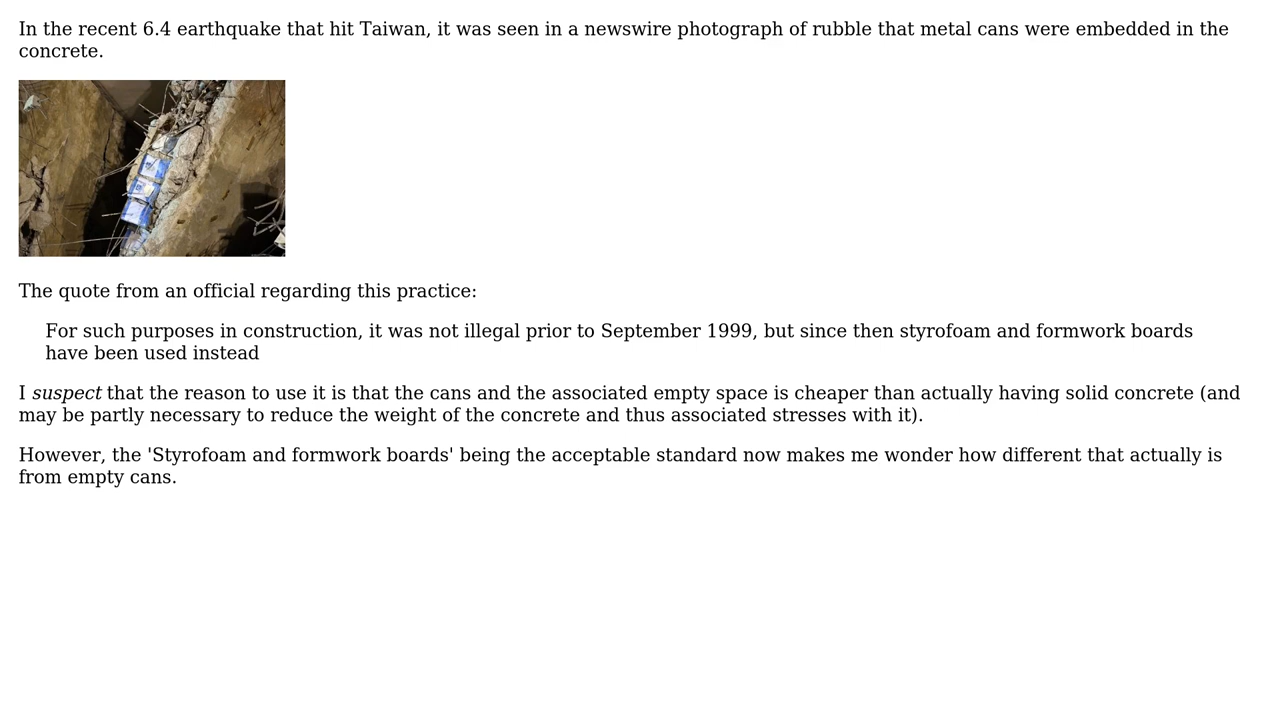 In the recent 6.4 earthquake that hit Taiwan, it was seen in a newswire photograph of rubble that metal cans were embedded in the
concrete.
The quote from an official regarding this practice:
For such purposes in construction, it was not illegal prior to September 1999, but since then styrofoam and formwork boards
have been used instead
I suspect that the reason to use it is that the cans and the associated empty space is cheaper than actually having solid concrete (and
may be partly necessary to reduce the weight of the concrete and thus associated stresses with it).
However, the 'Styrofoam and formwork boards' being the acceptable standard now makes me wonder how different that actually is
from empty cans.